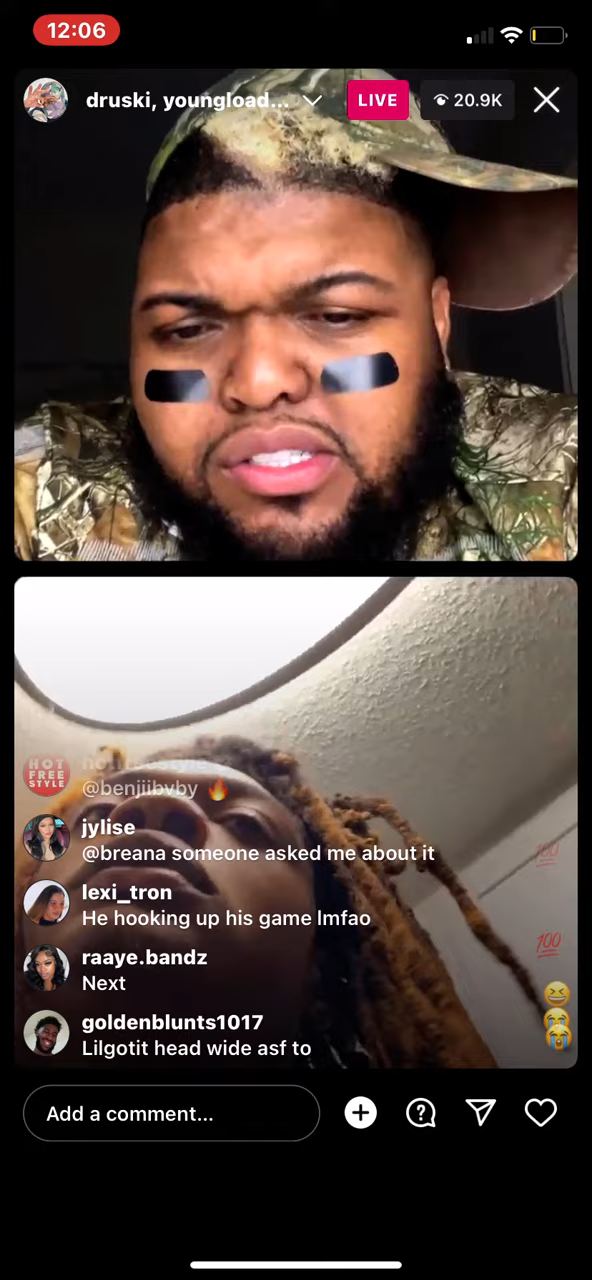 12:06
druski, youngload...
LIVE
20.9K
HOT
FREE
STYLE
@benjiibvby 🔥
jylise
@breana someone asked me about it
lexi_tron
He hooking up his game lmfao
raaye.bandz
Next
goldenblunts1017
Lilgotit head wide asf to
Add a comment...